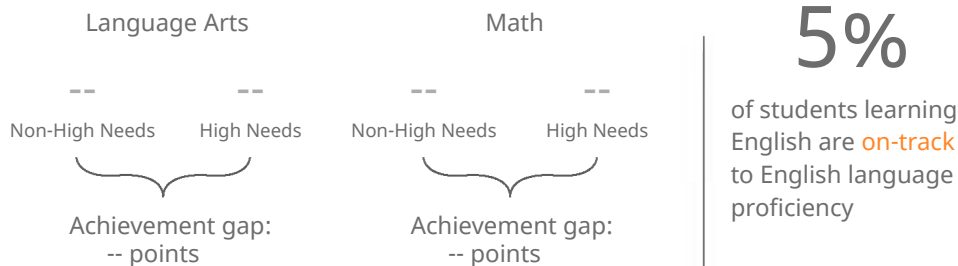 Language Arts
--
--
Non-High Needs
High Needs
Achievement gap:
-- points
Math
--
--
Non-High Needs
High Needs
Achievement gap:
-- points
5%
of students learning
English are on-track
to English language
proficiency